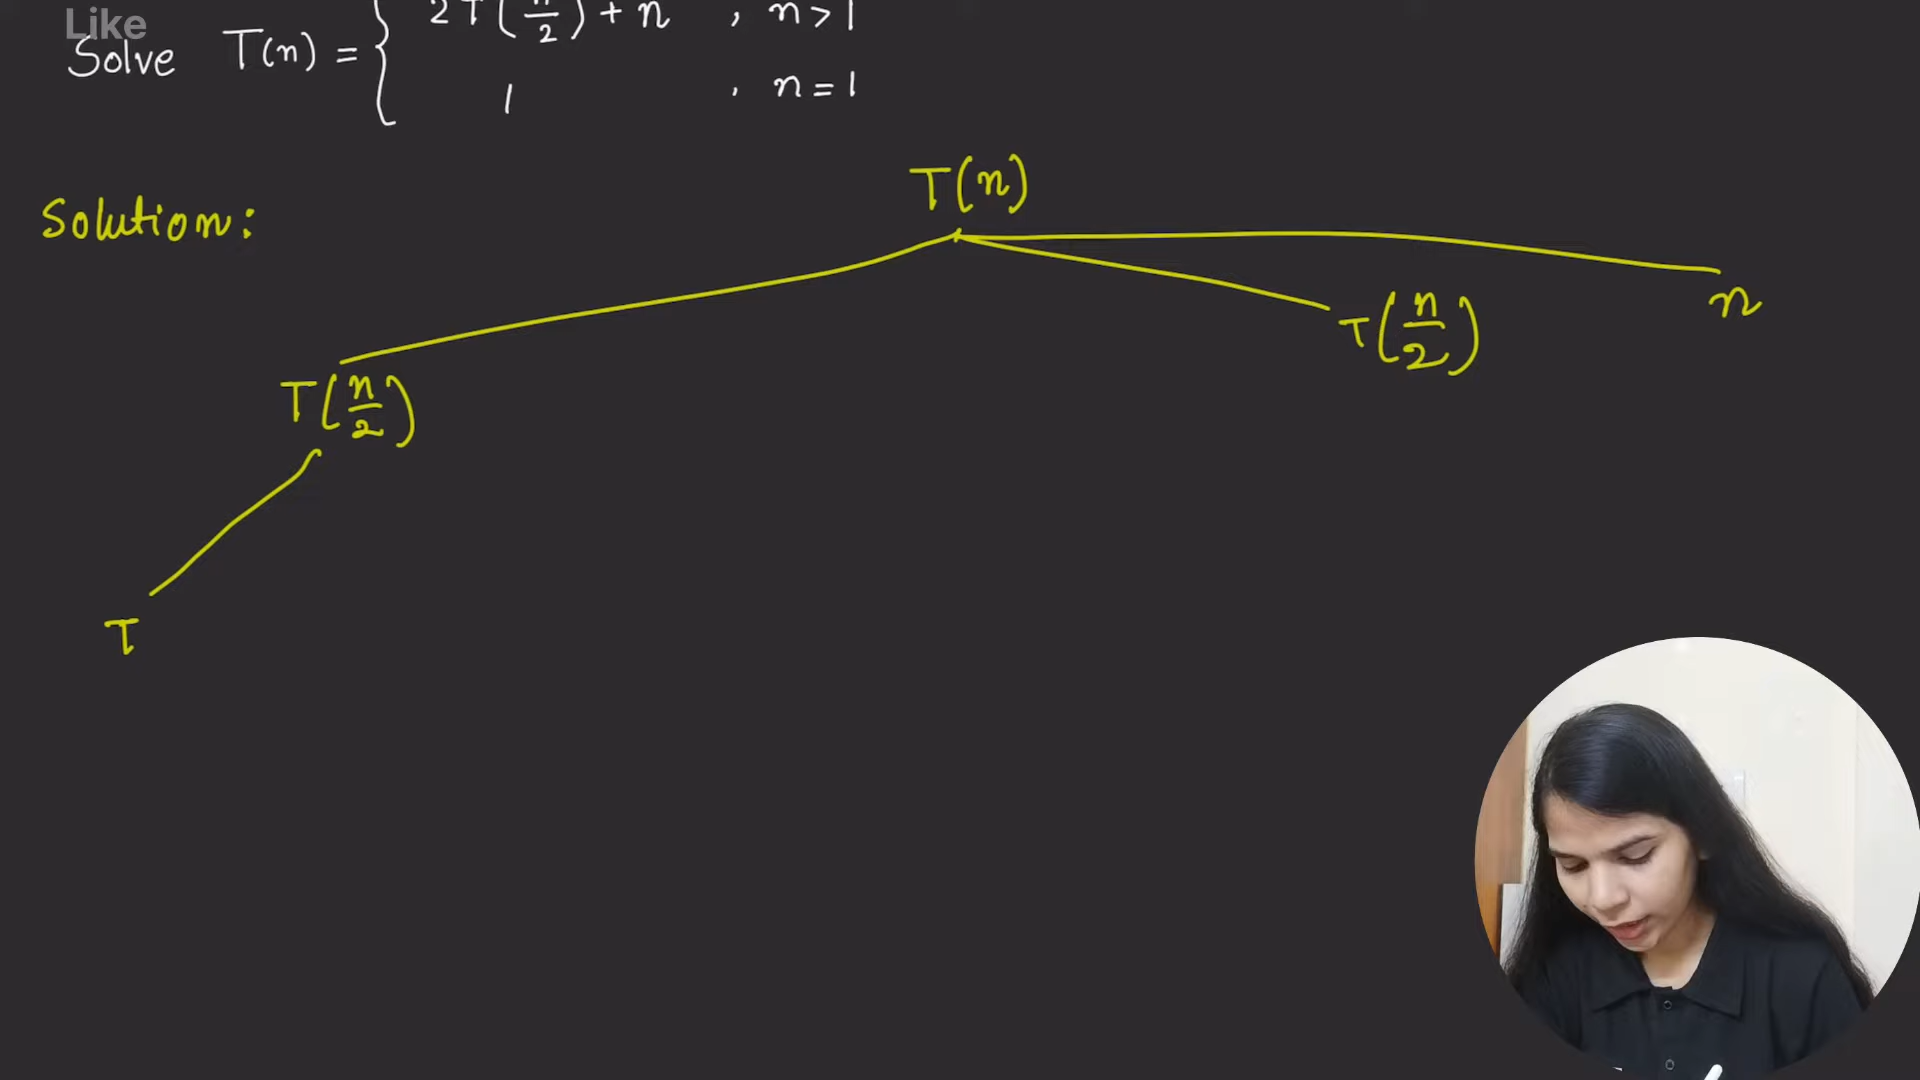 Like
2T(n/2) + n , n > 1
Solve T(n) = {
1 , n = 1
T(n)
Solution:
T(n/2) n
T(n/2)
T